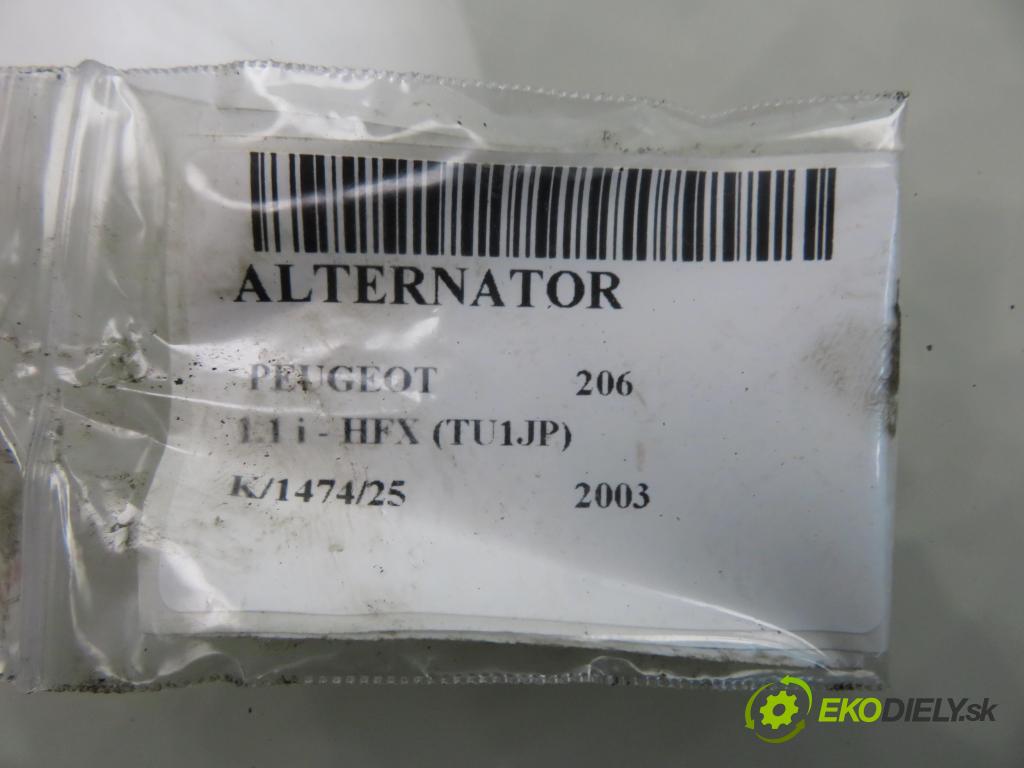 ALTERNATOR
PEUGEOT 206
1.1 i - HFX (TU1JP)
K/1474/25 2003
EKODIELY.sk